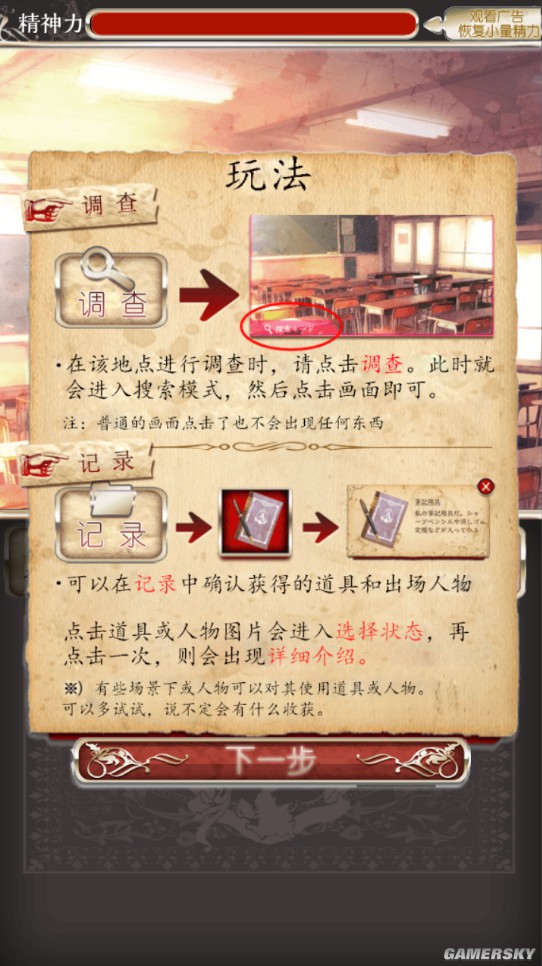 精神力
观看广告
恢复小量精力
玩法
调查
调查
·在该地点进行调查时，请点击调查。此时就
会进入搜索模式，然后点击画面即可。
注：普通的画面点击了也不会出现任何东西
记录
记录
筆記用具
私の筆記用具だ。シャ
ープペンシルや消しゴム、
定規などが入っている
·可以在记录中确认获得的道具和出场人物
点击道具或人物图片会进入选择状态，再
点击一次，则会出现详细介绍。
※）有些场景下或人物可以对其使用道具或人物。
可以多试试，说不定会有什么收获。
下一步
GAMERSKY